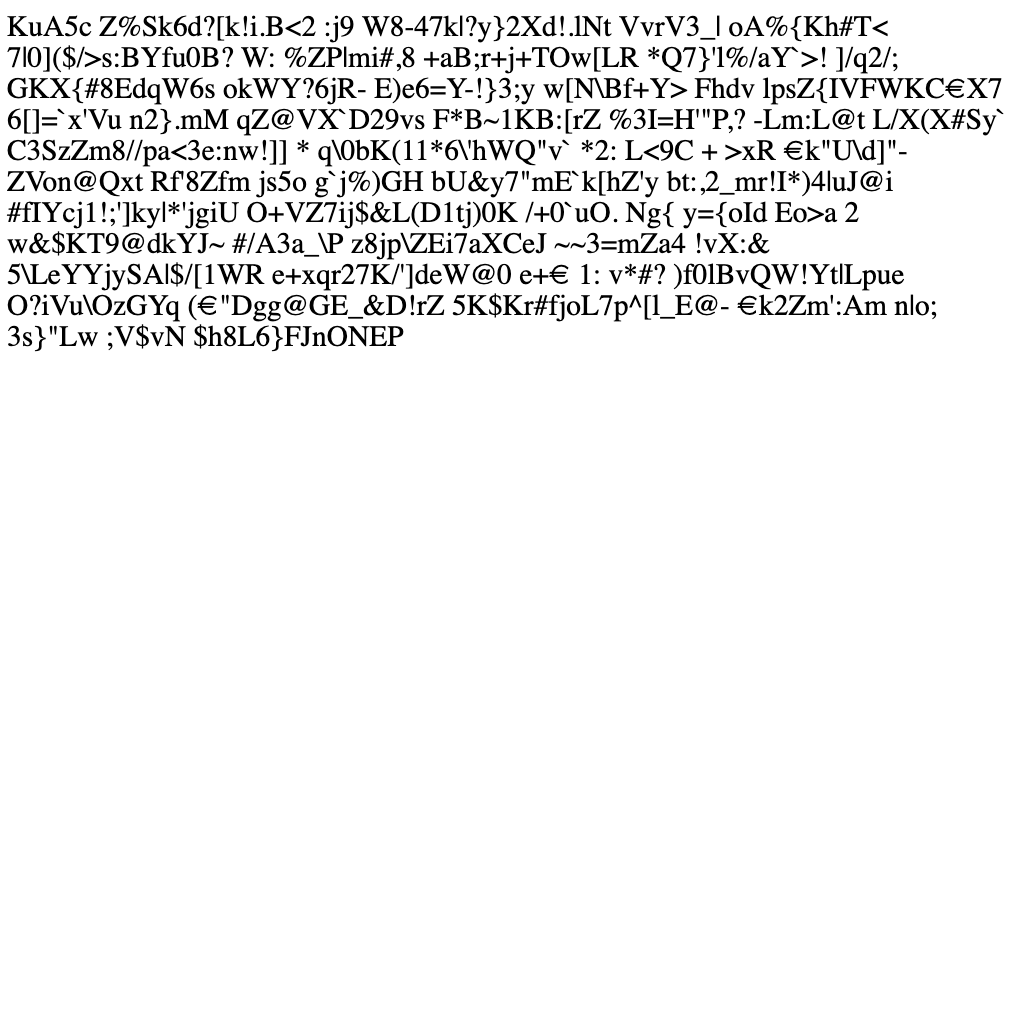 KuA5c Z%Sk6d?[k!i.B<2 :j9 W8-47k|?y}2Xd!.lNt VvrV3_| oA%{Kh#T<
7|0]($/>s:BYfu0B? W: %ZP|mi#,8 +aB;r+j+TOw[LR *Q7}'l%/aY`>! ]/q2/;
GKX{#8EdqW6s okWY?6jR- E)e6=Y-!}3;y w[N\Bf+Y> Fhdv lpsZ{IVFWKC€X7
6[]=`x'Vu n2}.mM qZ@VX`D29vs F*B~1KB:[rZ %3I=H'"P,? -Lm:L@t L/X(X#Sy`
C3SzZm8//pa<3e:nw!]] * q\0bK(11*6\'hWQ"v` *2: L<9C + >xR €k"U\d]"-
ZVon@Qxt Rf'8Zfm js5o g`j%)GH bU&y7"mE`k[hZ'y bt:,2_mr!I*)4|uJ@i
#fIYcj1!;']ky|*'jgiU O+VZ7ij$&L(D1tj)0K /+0`uO. Ng{ y={oId Eo>a 2
w&$KT9@dkYJ~ #/A3a_\P z8jp\ZEi7aXCeJ ~~3=mZa4 !vX:&
5\LeYYjySA|$/[1WR e+xqr27K/']deW@0 e+€ 1: v*#? )f0lBvQW!Yt|Lpue
O?iVu\OzGYq (€"Dgg@GE_&D!rZ 5K$Kr#fjoL7p^[l_E@- €k2Zm':Am n|o;
3s}"Lw ;V$vN $h8L6}FJnONEP